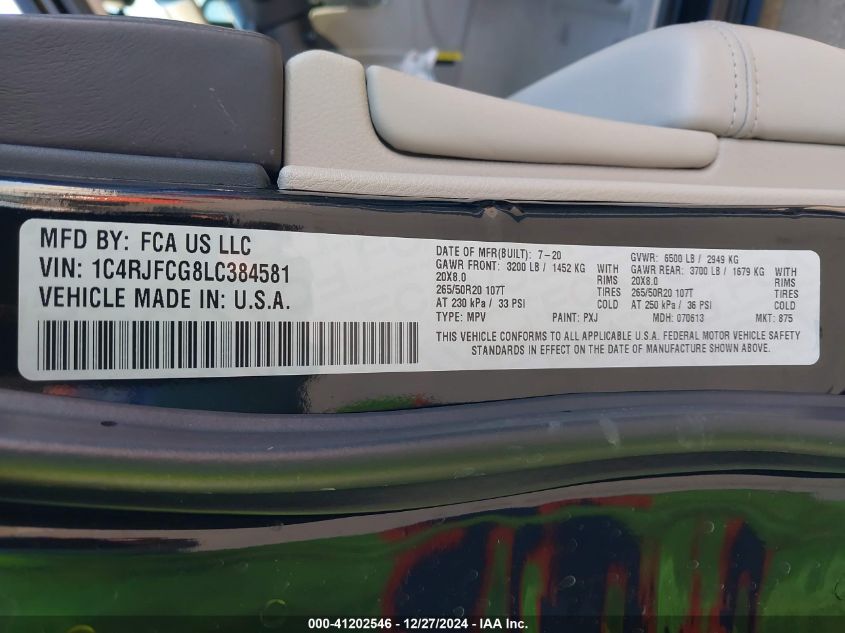 MFD BY: FCA US LLC
VIN: 1C4RJFCG8LC384581
VEHICLE MADE IN: U.S.A.
DATE OF MFR(BUILT): 7-20 GVWR: 6500 LB/ 2949 KG
GAWR FRONT: 3200 LB/ 1452 KG WITH GAWR REAR: 3700 LB/ 1679 KG WITH
20X8.0 RIMS 20X8.0 RIMS
265/50R20 107T TIRES 265/50R20 107T TIRES
AT 230 kPa/ 33 PSI COLD AT 250 kPa/ 36 PSI COLD
TYPE: MPV PAINT: PXJ MDH: 070613 MKT: 875
THIS VEHICLE CONFORMS TO ALL APPLICABLE U.S.A. FEDERAL MOTOR VEHICLE SAFETY
STANDARDS IN EFFECT ON THE DATE OF MANUFACTURE SHOWN ABOVE.
000-41202546 - 12/27/2024 - IAA Inc.